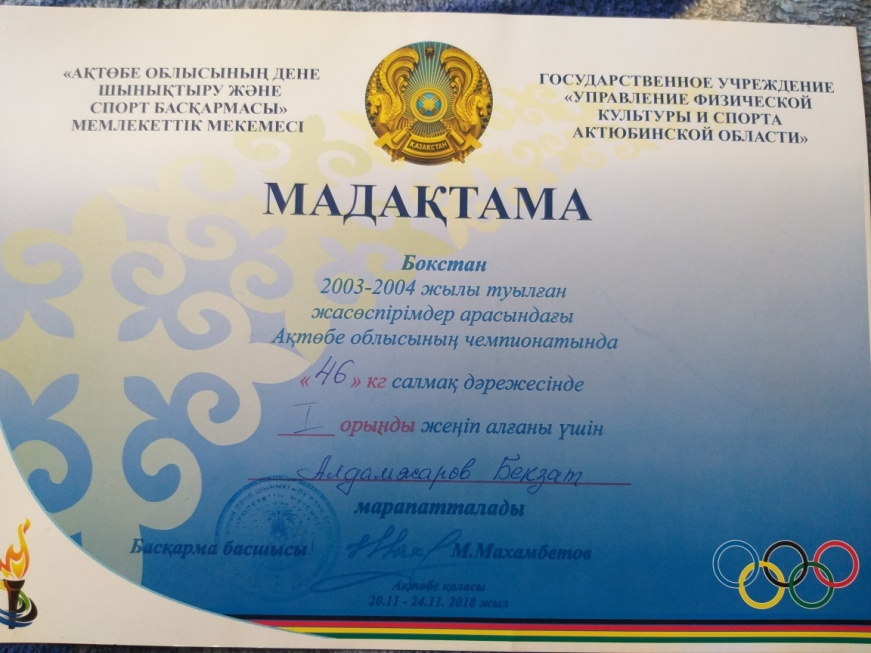 «АҚТӨБЕ ОБЛЫСЫНЫҢ ДЕНЕ
ШЫНЫҚТЫРУ ЖӘНЕ
СПОРТ БАСҚАРМАСЫ»
МЕМЛЕКЕТТІК МЕКЕМЕСІ
ҚАЗАҚСТАН
ГОСУДАРСТВЕННОЕ УЧРЕЖДЕНИЕ
«УПРАВЛЕНИЕ ФИЗИЧЕСКОЙ
КУЛЬТУРЫ И СПОРТА
АКТЮБИНСКОЙ ОБЛАСТИ»
МАДАҚТАМА
Бокстан
2003-2004 жылы туылған
жасөспірімдер арасындағы
Ақтөбе облысының чемпионатында
«46» кг салмақ дәрежесінде
I орынды жеңіп алғаны үшін
Алдамжаров Бекзат
марапатталады
Басқарма басшысы М.Махамбетов
Ақтөбе қаласы
20.11 - 24.11. 2018 жыл